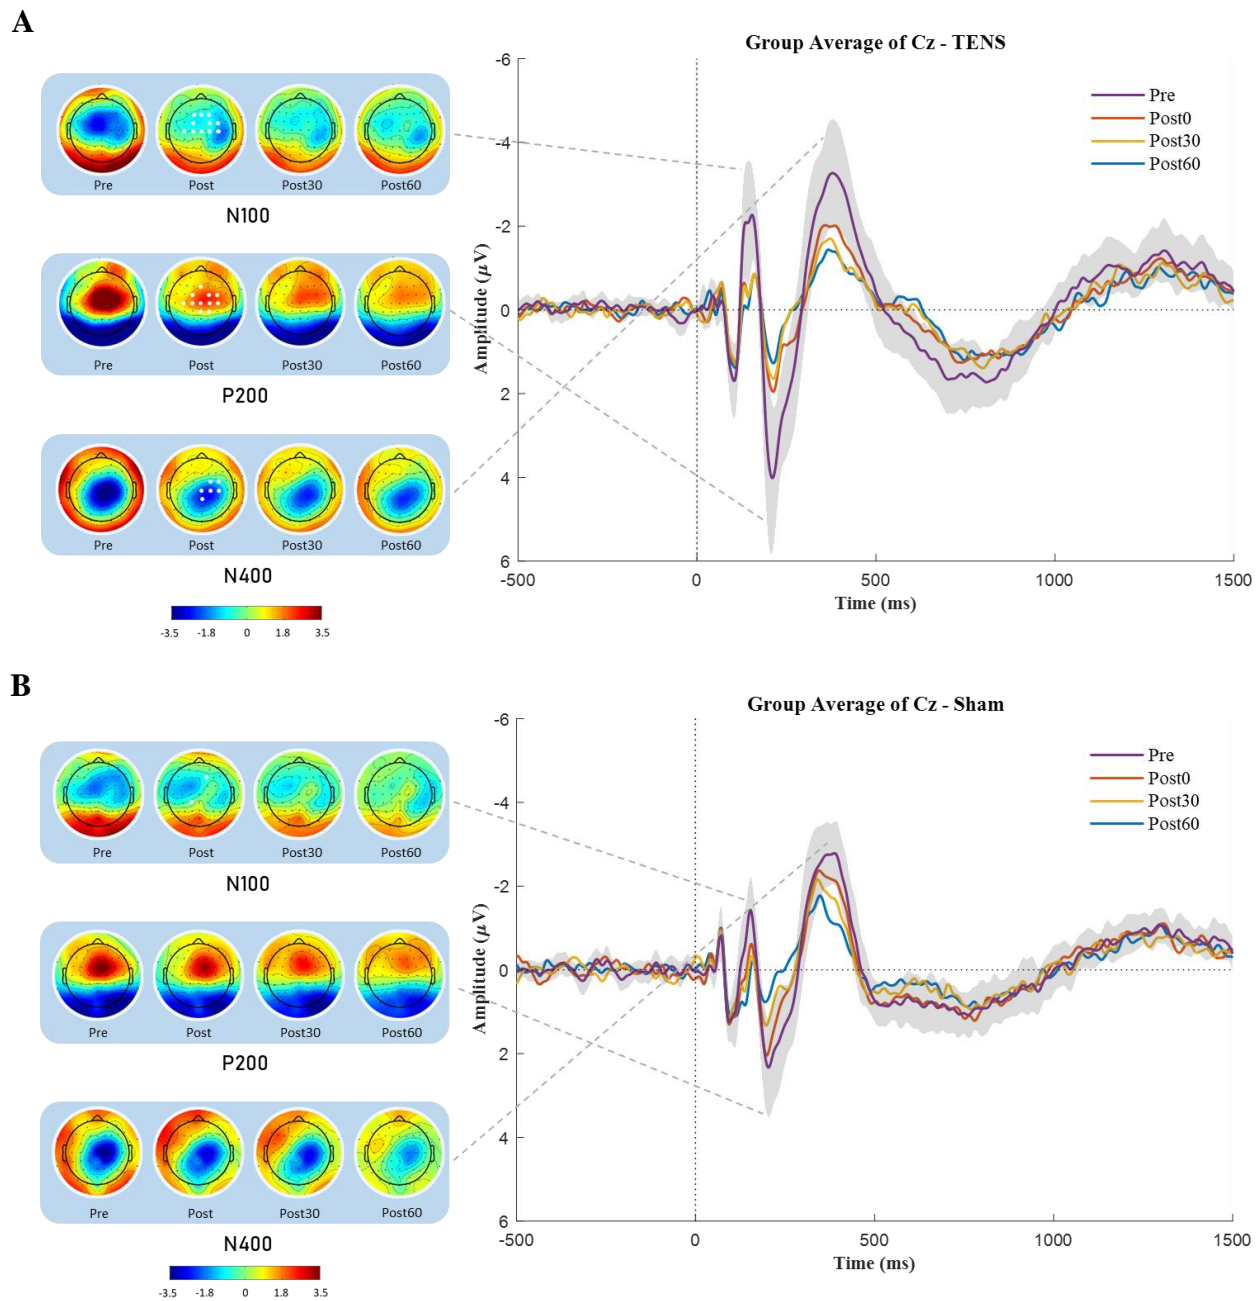 A
Group Average of Cz - TENS
Pre Post Post30 Post60
N100
Pre Post Post30 Post60
P200
Pre Post Post30 Post60
N400
-3.5 -1.8 0 1.8 3.5
Pre
Post0
Post30
Post60
-6
-4
-2
0
2
4
6
Amplitude (μV)
-500 0 500 1000 1500
Time (ms)
B
Group Average of Cz - Sham
Pre Post Post30 Post60
N100
Pre Post Post30 Post60
P200
Pre Post Post30 Post60
N400
-3.5 -1.8 0 1.8 3.5
Pre
Post0
Post30
Post60
-6
-4
-2
0
2
4
6
Amplitude (μV)
-500 0 500 1000 1500
Time (ms)